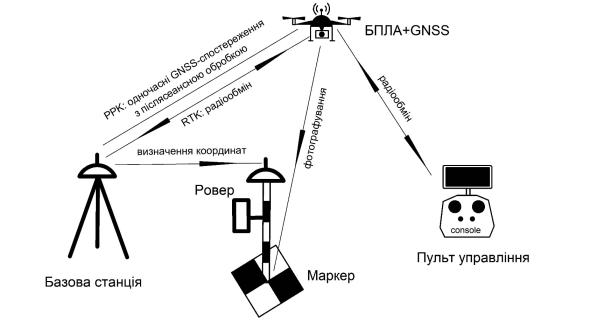 БПЛА+GNSS
PPK: одночасні GNSS-спостереження
з післясеансною обробкою
RTK: радіообмін
радіообмін
фотографування
визначення координат
Ровер
console
Маркер
Пульт управління
Базова станція